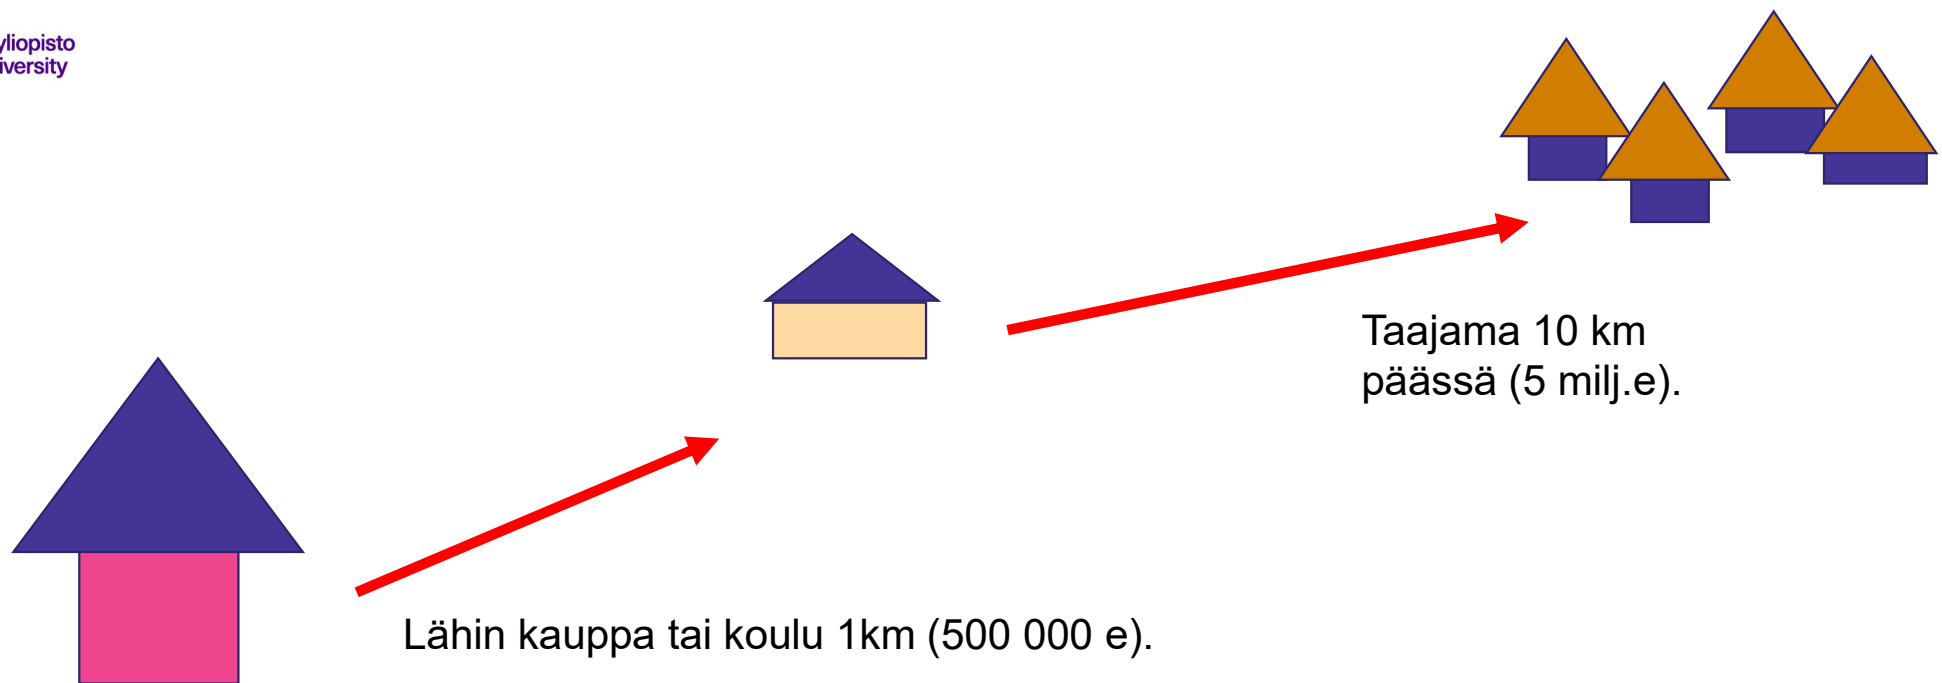 yliopisto
iversity
Taajama 10 km
päässä (5 milj.e).
Lähin kauppa tai koulu 1km (500 000 e).